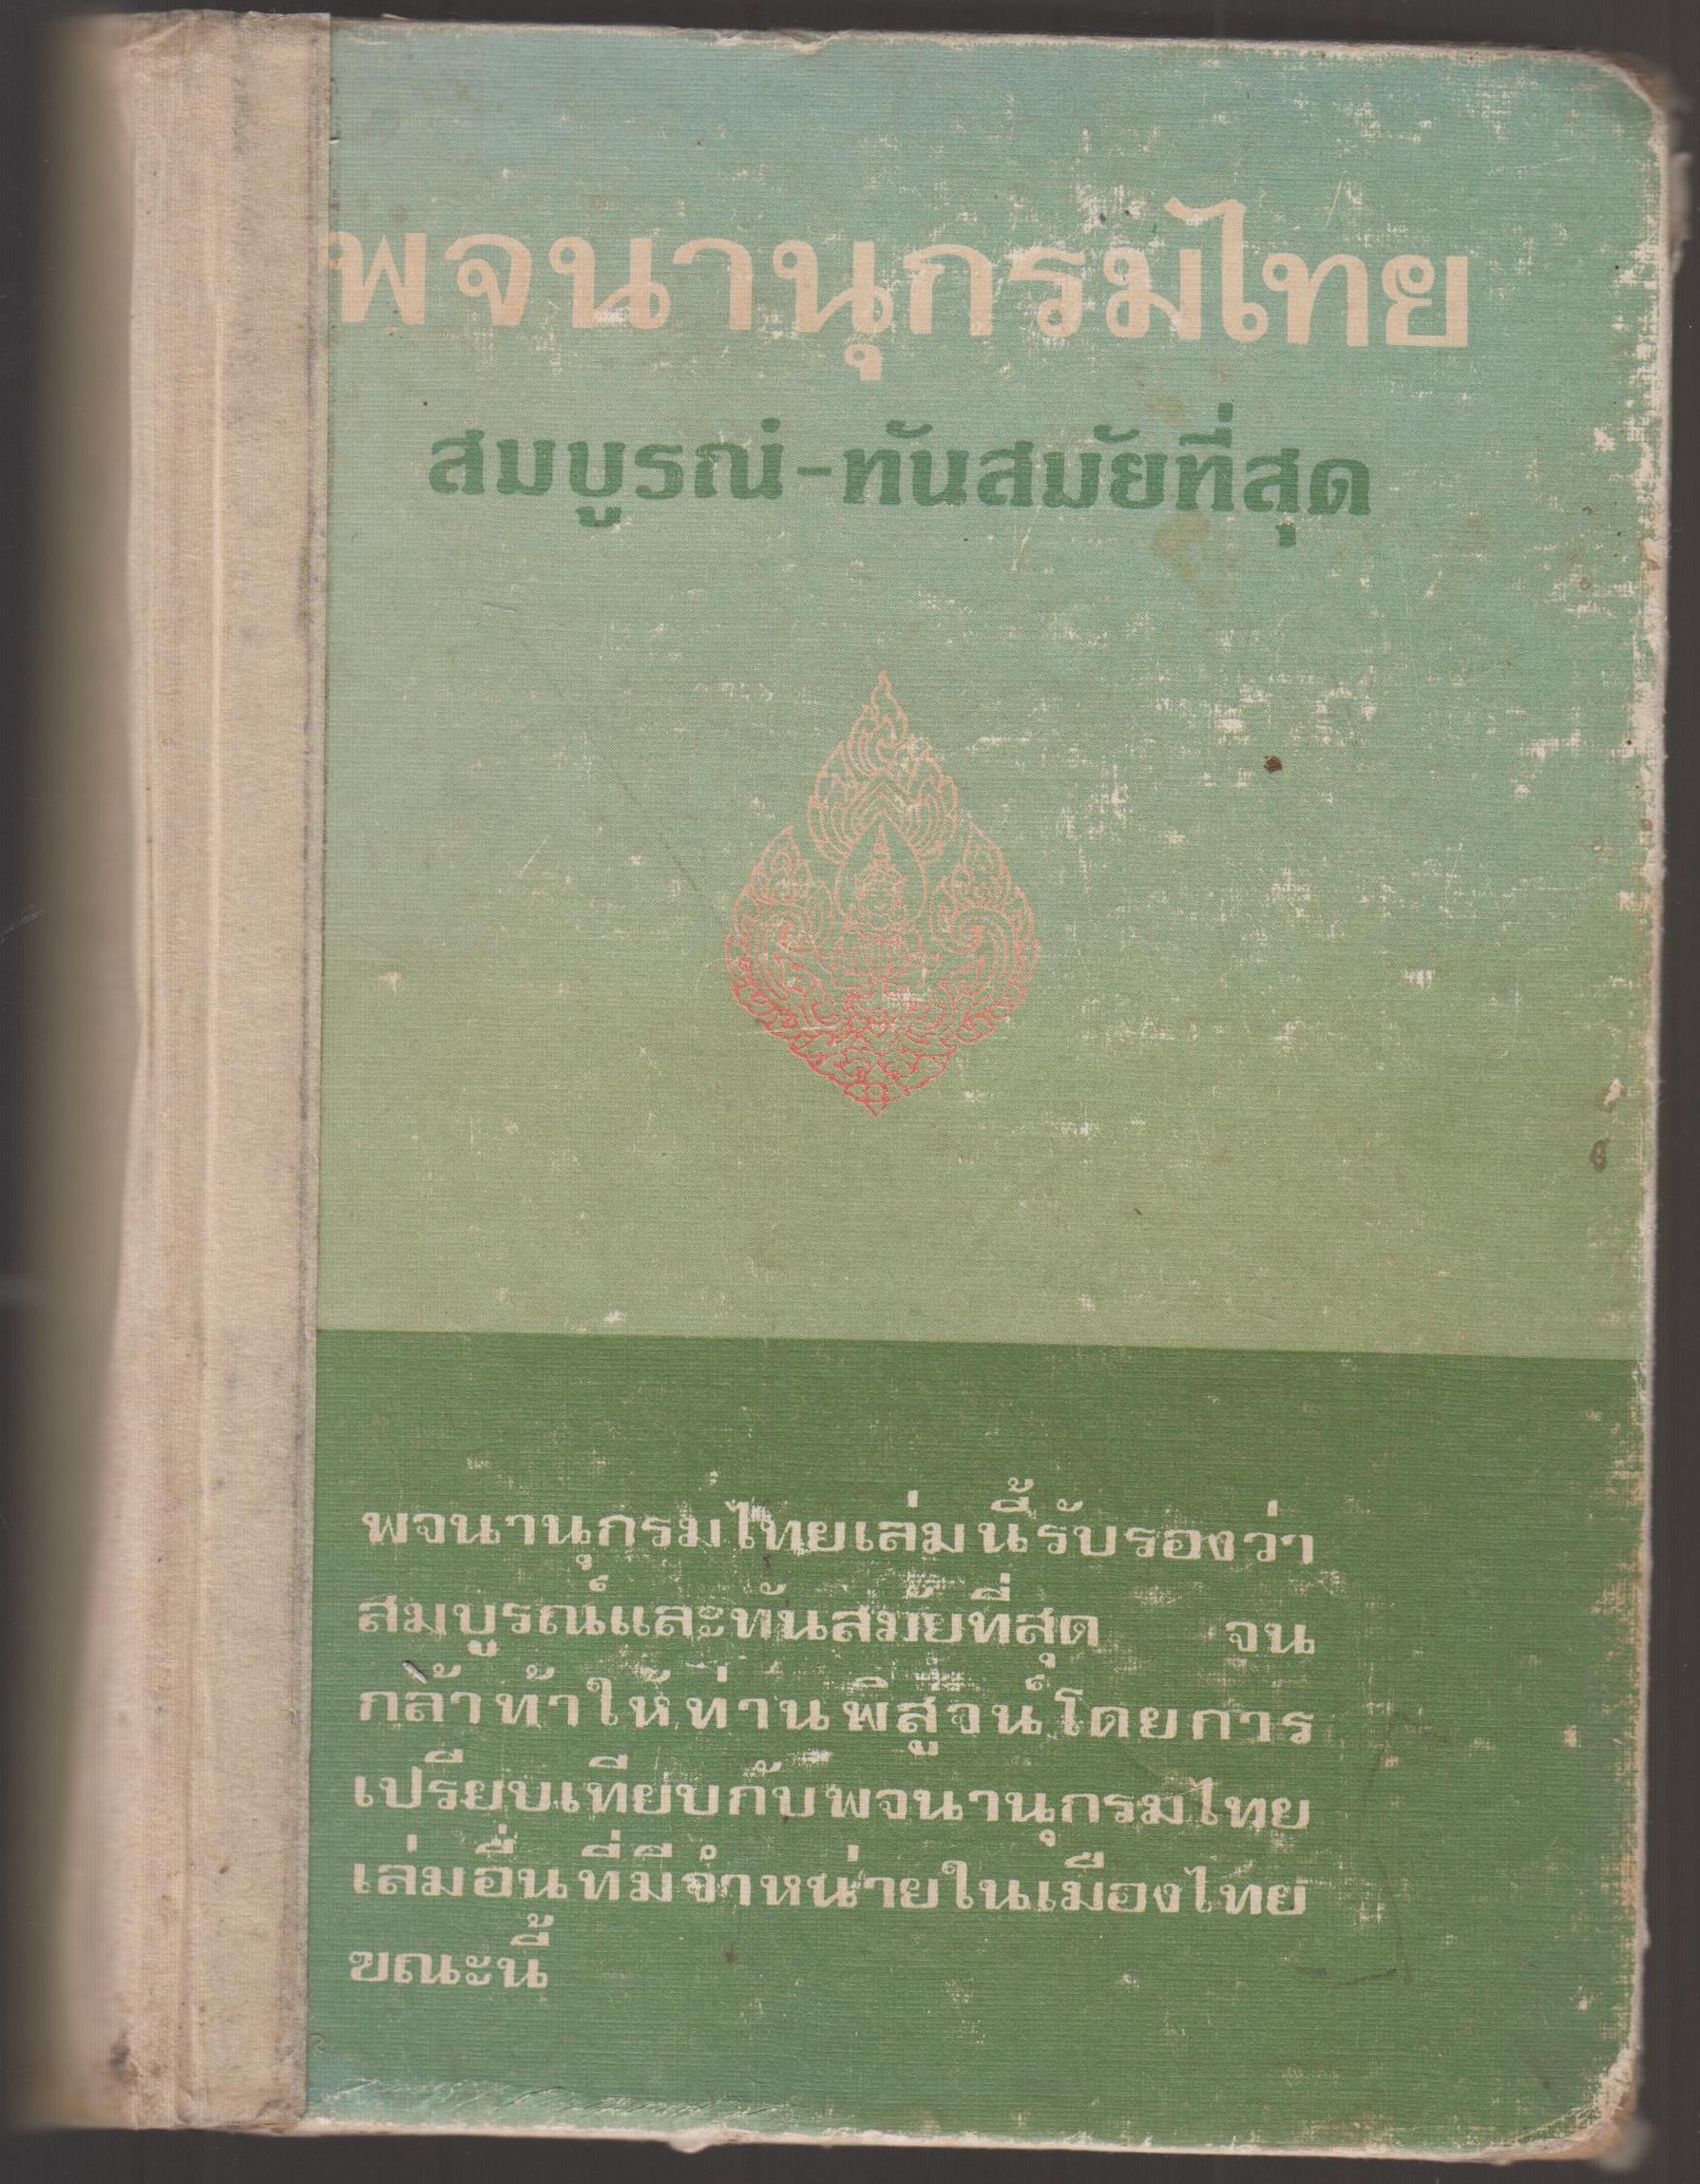 พจนานุกรมไทย
สมบูรณ์-ทันสมัยที่สุด
พจนานุกรมไทยเล่มนี้รับรองว่า
สมบูรณ์และทันสมัยที่สุด จน
กล้าท้าให้ท่านพิสูจน์โดยการ
เปรียบเทียบกับพจนานุกรมไทย
เล่มอื่นที่มีจำหน่ายในเมืองไทย
ฃณะนี้